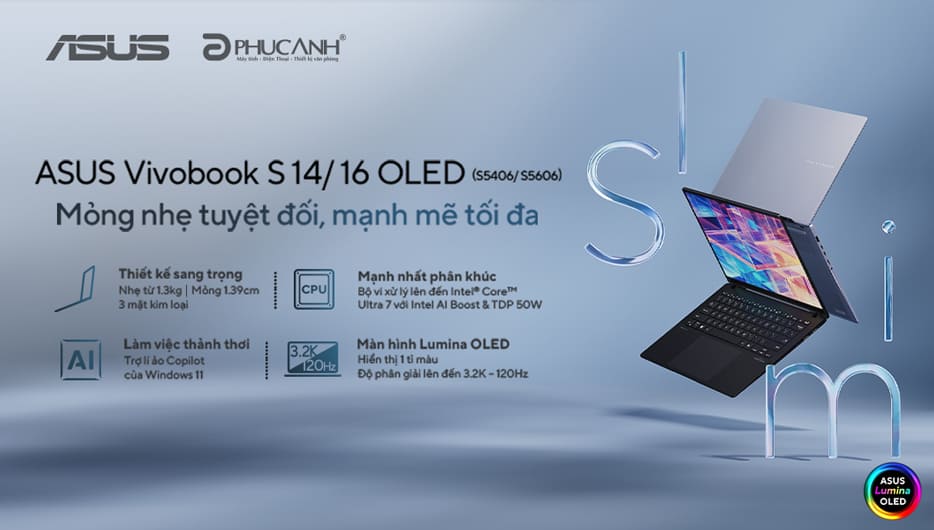 ASUS
PHUCANH®
Máy tính - Điện Thoại - Thiết bị văn phòng
ASUS Vivobook S 14/ 16 OLED (S5406/ S5606)
Mỏng nhẹ tuyệt đối, mạnh mẽ tối đa
Thiết kế sang trọng
Nhẹ từ 1.3kg | Mỏng 1.39cm
3 mặt kim loại
CPU
Mạnh nhất phân khúc
Bộ vi xử lý lên đến Intel® Core™
Ultra 7 với Intel AI Boost & TDP 50W
AI
Làm việc thảnh thơi
Trợ lí ảo Copilot
của Windows 11
3.2K
120Hz
Màn hình Lumina OLED
Hiển thị 1 tỉ màu
Độ phân giải lên đến 3.2K - 120Hz
Slim
ASUS
Lumina
OLED